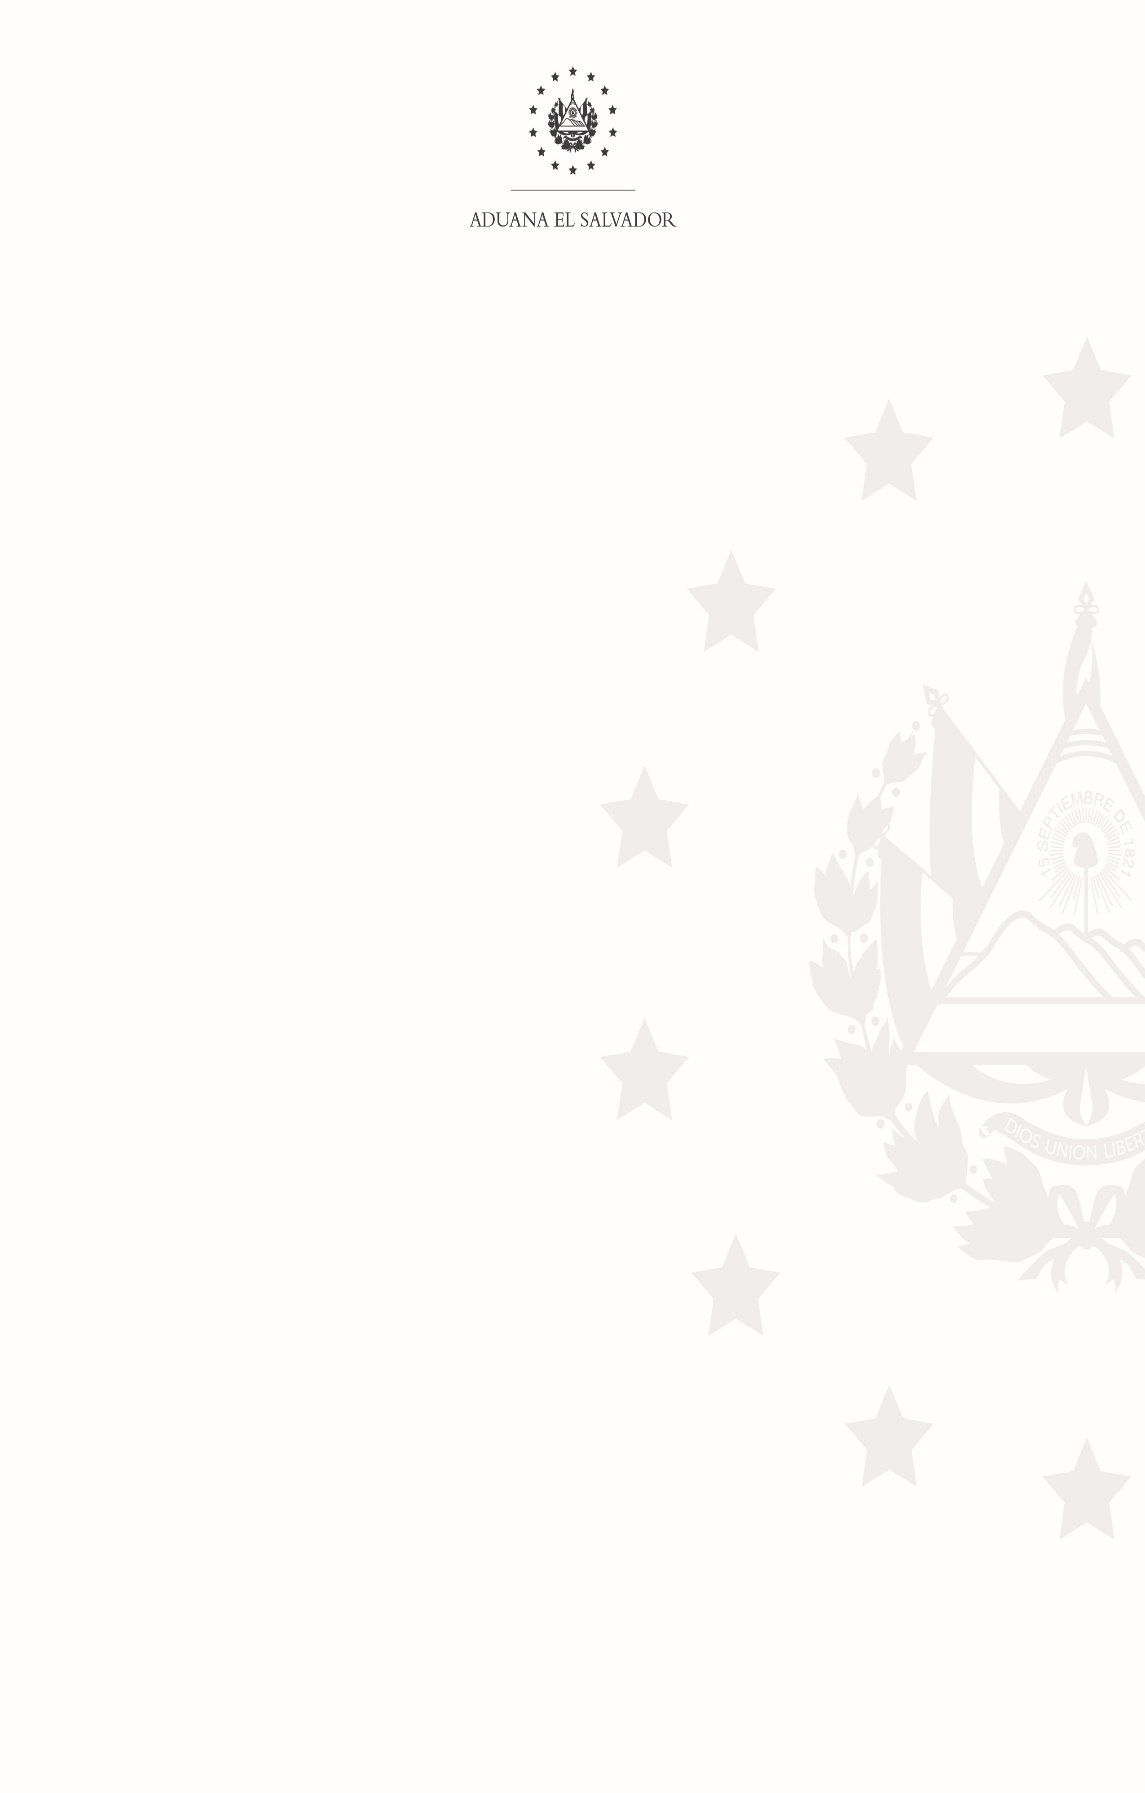 ADUANA EL SALVADOR
15 SEPTIEMBRE DE 1821
DIOS UNION LIBER